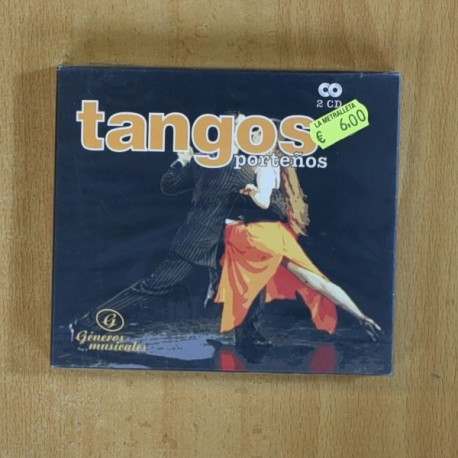 2 CD
tangos
porteños
LA METRALLETA
€ 6,00
G
Géneros
musicales